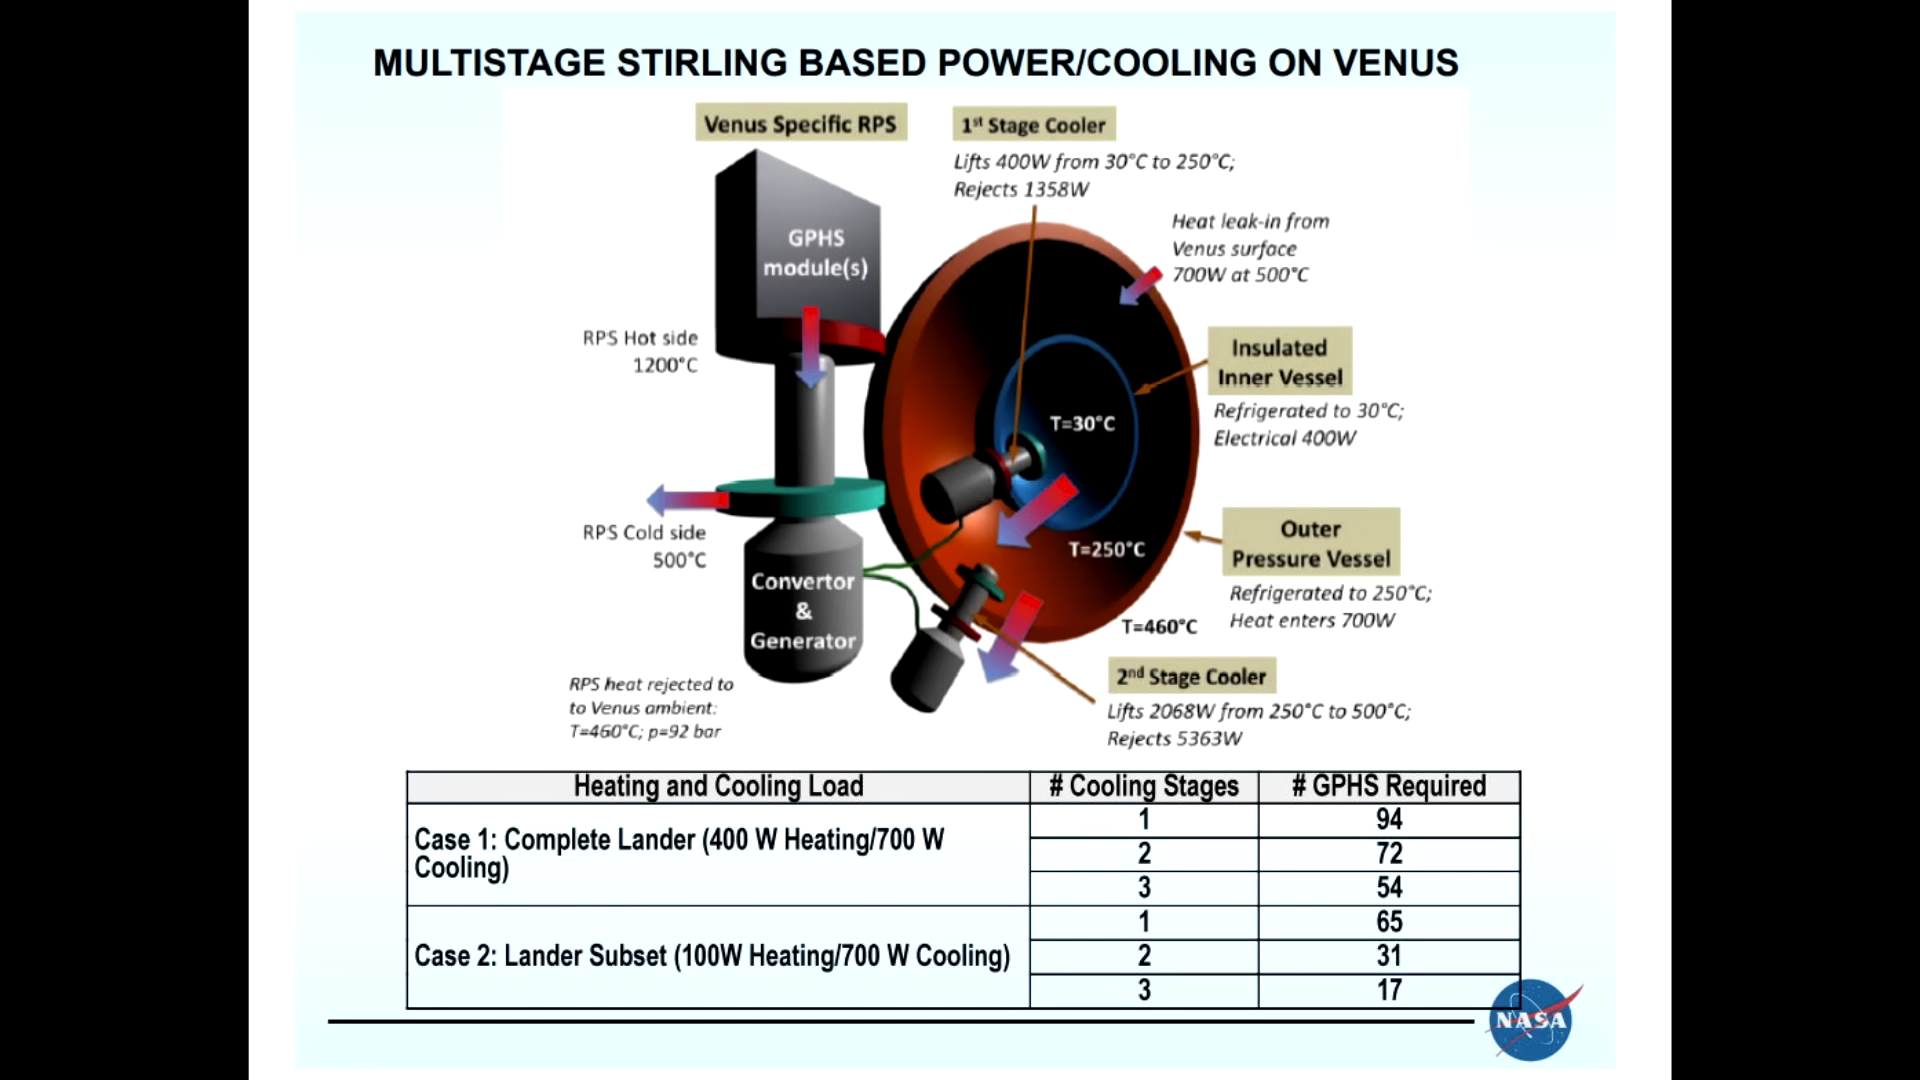 MULTISTAGE STIRLING BASED POWER/COOLING ON VENUS
Venus Specific RPS
1st Stage Cooler
Lifts 400W from 30°C to 250°C;
Rejects 1358W
Heat leak-in from
Venus surface
700W at 500°C
GPHS
module(s)
RPS Hot side
1200°C
Insulated
Inner Vessel
Refrigerated to 30°C;
Electrical 400W
T=30°C
RPS Cold side
500°C
T=250°C
Outer
Pressure Vessel
Refrigerated to 250°C;
Heat enters 700W
Convertor
&
Generator
T=460°C
RPS heat rejected to
to Venus ambient:
T=460°C; p=92 bar
2nd Stage Cooler
Lifts 2068W from 250°C to 500°C;
Rejects 5363W
Heating and Cooling Load # Cooling Stages # GPHS Required
Case 1: Complete Lander (400 W Heating/700 W
Cooling)
1 94
2 72
3 54
Case 2: Lander Subset (100W Heating/700 W Cooling)
1 65
2 31
3 17
NASA